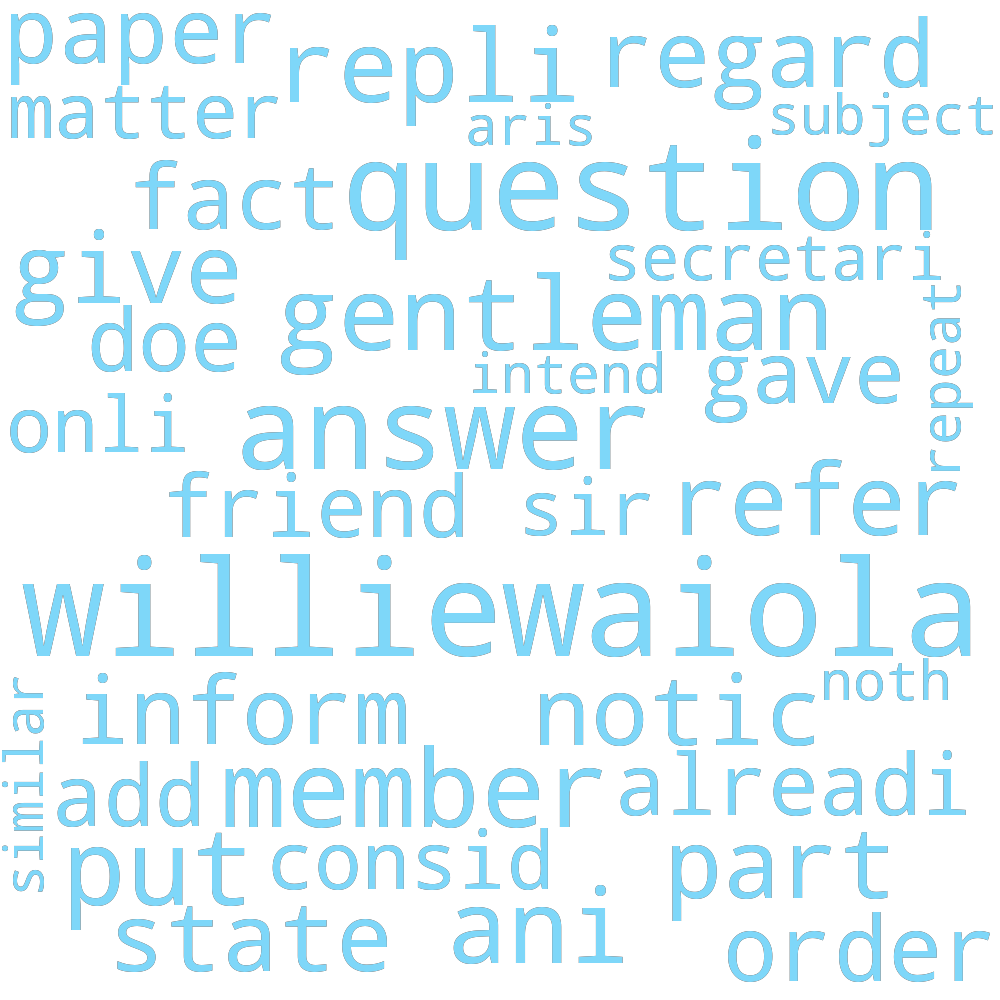 paper
repli
regard
matter
aris
subject
fact
question
give
secretari
gentleman
repeat
doe
intend
gave
onli
answer
friend
sir
refer
williewaiola
similar
inform
notic
noth
add
member
alreadi
put
consid
part
state
ani
order